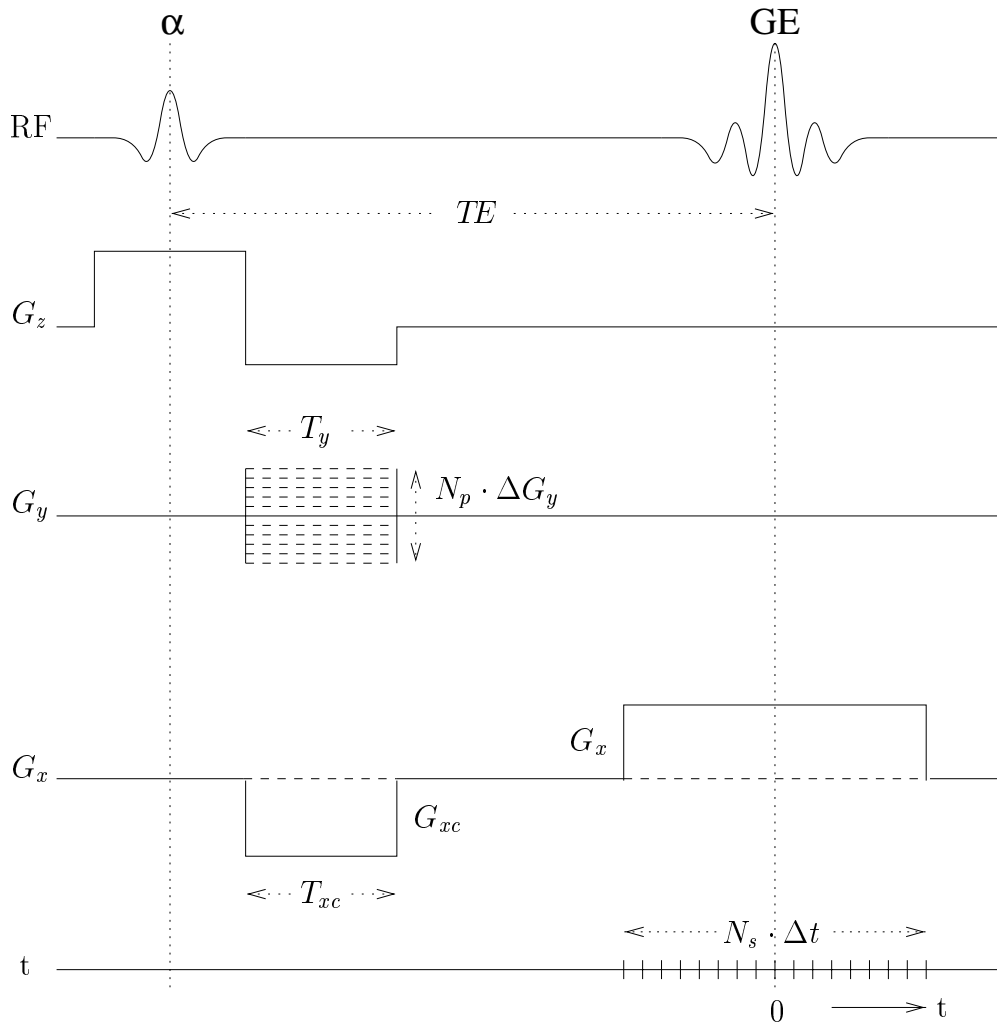 α GE
RF
TE
G_z
T_y
N_p · ΔG_y
G_y
G_x
G_x
G_xc
T_xc
N_s · Δt
t
0 t